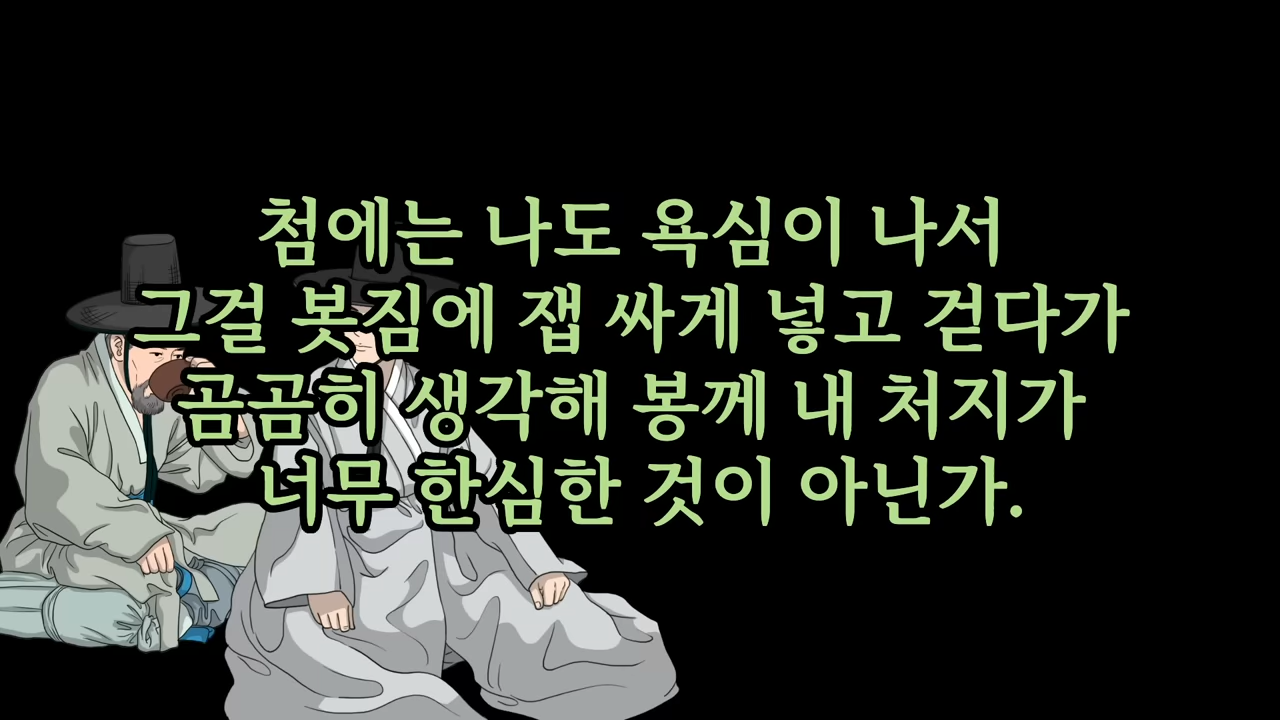 첨에는 나도 욕심이 나서
그걸 봇짐에 잽 싸게 넣고 걷다가
곰곰히 생각해 봉께 내 처지가
너무 한심한 것이 아닌가.